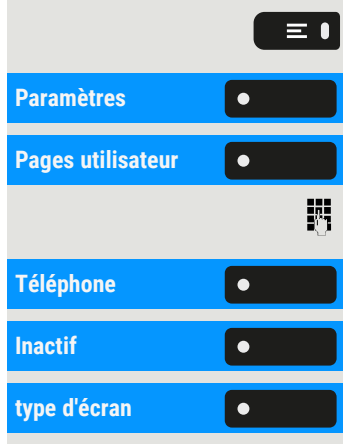 Paramètres
Pages utilisateur
Téléphone
Inactif
type d'écran